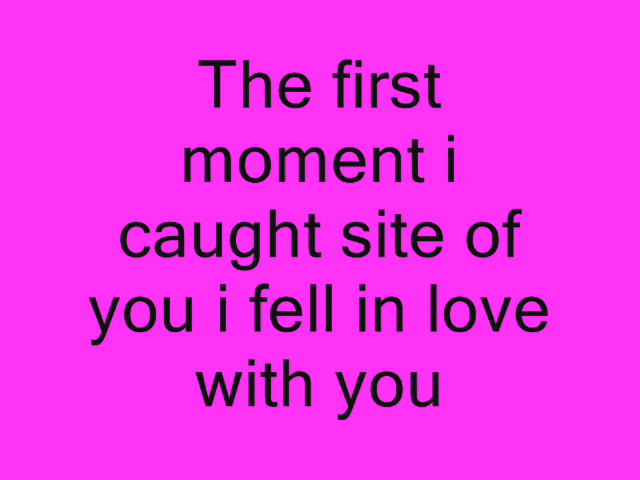 The first
moment i
caught site of
you i fell in love
with you